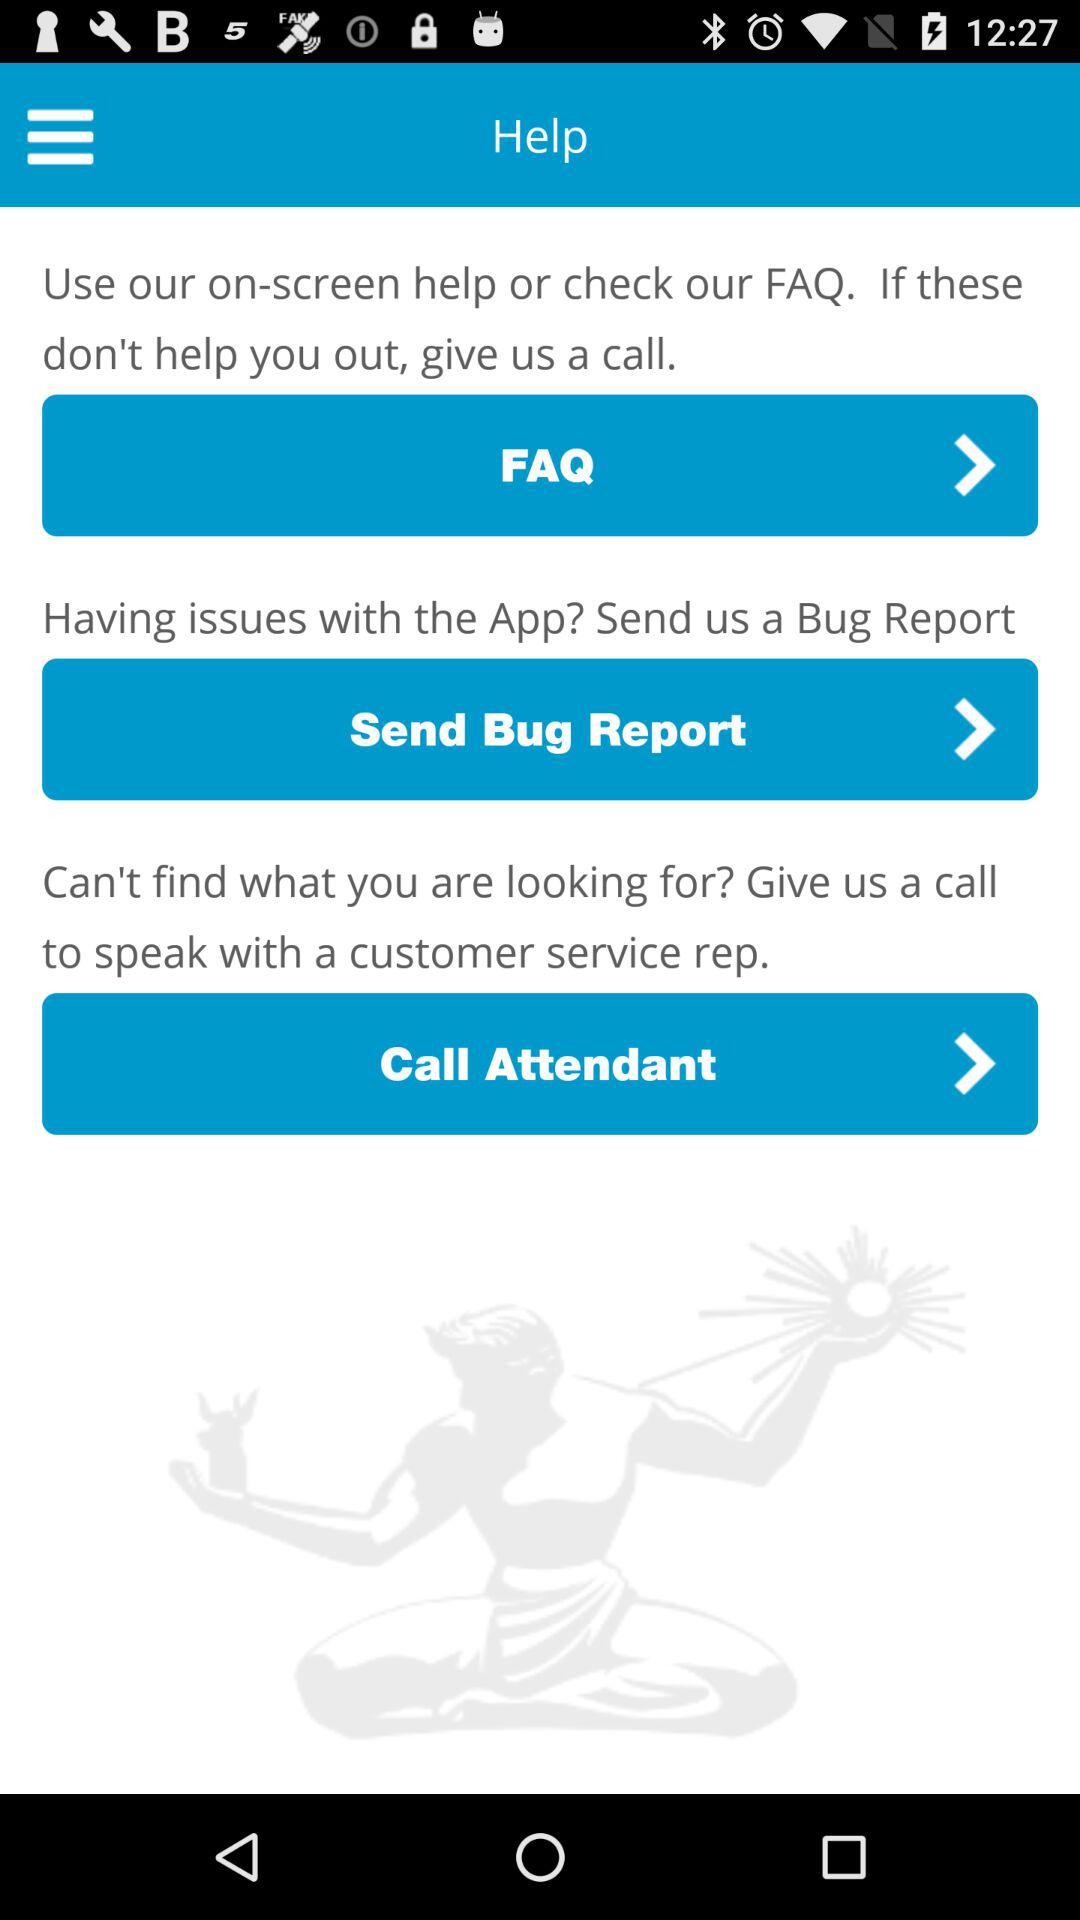 B 5 FAKE 12:27
Help
Use our on-screen help or check our FAQ.  If these
don't help you out, give us a call.
FAQ
Having issues with the App? Send us a Bug Report
Send Bug Report
Can't find what you are looking for? Give us a call
to speak with a customer service rep.
Call Attendant